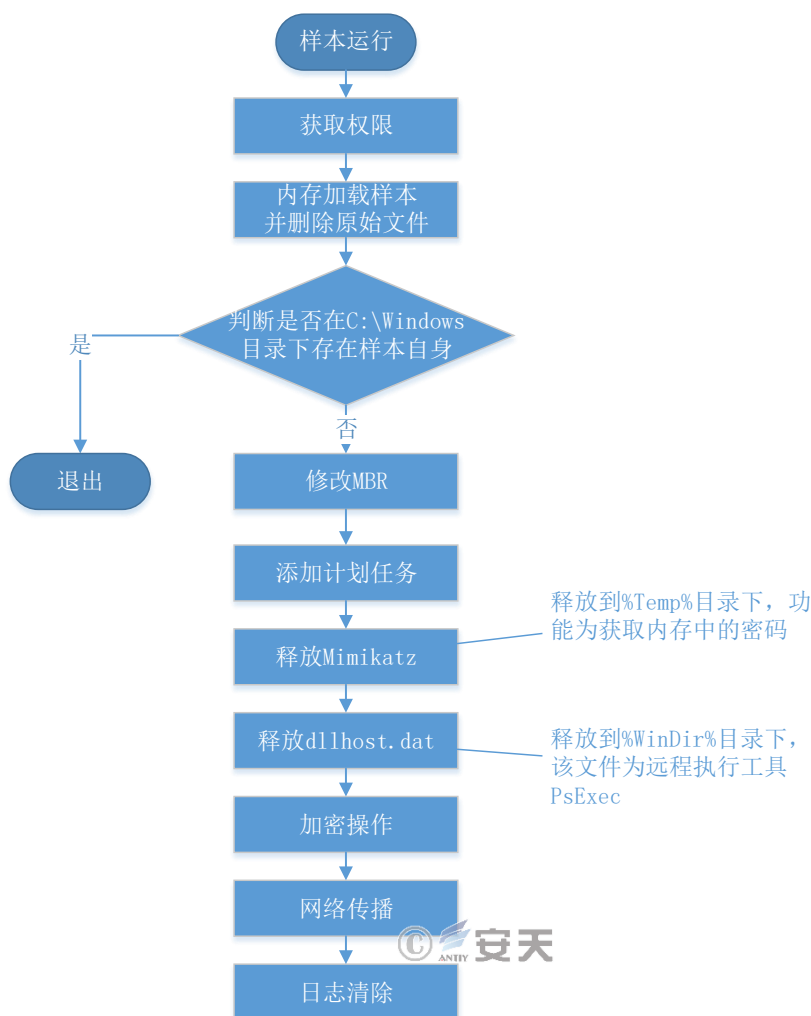 样本运行
获取权限
内存加载样本
并删除原始文件
判断是否在C:\Windows
目录下存在样本自身
是
否
退出
修改MBR
添加计划任务
释放到%Temp%目录下，功
能为获取内存中的密码
释放Mimikatz
释放dllhost.dat
释放到%WinDir%目录下，
该文件为远程执行工具
PsExec
加密操作
网络传播
© ANTIY 安天
日志清除